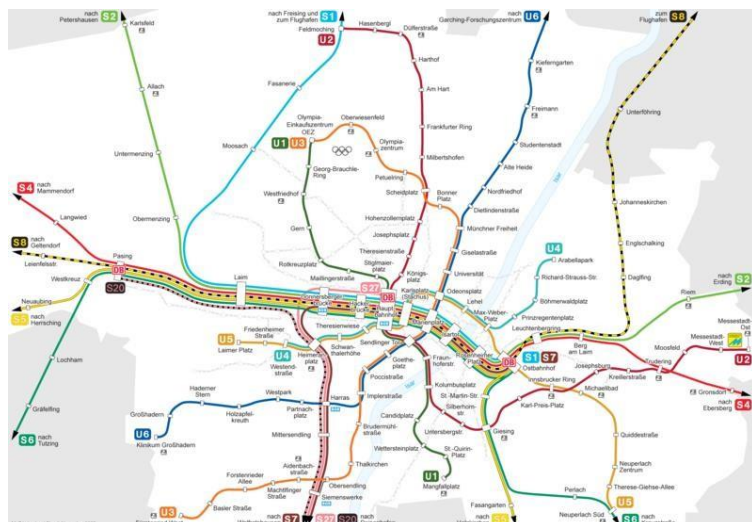 nach
Petershausen
S2
Karlsfeld
Allach
Untermenzing
Obermenzing
nach Freising und
zum Flughafen
S1
Feldmoching
U2
Hasenbergl
Dülferstraße
Harthof
Am Hart
Frankfurter Ring
Milbertshofen
Fasanerie
Moosach
Olympia-
Einkaufszentrum
OEZ
U1
U3
Oberwiesenfeld
Olympia-
zentrum
Petuelring
Scheidplatz
Bonner
Platz
Georg-Brauchle-
Ring
Westfriedhof
Gern
Rotkreuzplatz
Maillingerstraße
Stiglmaier-
platz
Hohenzollernplatz
Josephsplatz
Theresienstraße
Königs-
platz
nach
Garching-Forschungszentrum
U6
Kieferngarten
Freimann
Studentenstadt
Alte Heide
Nordfriedhof
Dietlindenstraße
Münchner Freiheit
Giselastraße
Universität
Odeonsplatz
zum
Flughafen
S8
Unterföhring
Johanneskirchen
Englschalking
Daglfing
U4
Arabellapark
Richard-Strauss-Str.
Böhmerwaldplatz
Prinzregentenplatz
Max-Weber-
Platz
Lehel
S4
nach
Mammendorf
Langwied
S8
nach
Geltendorf
Leienfelsstr.
Pasing
DB
S20
Westkreuz
Neuaubing
S5
nach
Herrsching
Lochham
Gräfelfing
S6
nach
Tutzing
Laim
S27
DB
Karlsplatz
(Stachus)
Marienplatz
Leuchtenbergring
DB
Ostbahnhof
S1
S7
Berg
am Laim
Riem
nach
Erding
S2
Messestadt-
Ost
Messestadt-
West
Moosfeld
U2
Trudering
Gronsdorf
S4
nach
Ebersberg
Josephsburg
Kreillerstraße
Innsbrucker Ring
Michaelibad
Karl-Preis-Platz
Quiddestraße
Neuperlach
Zentrum
Therese-Giehse-Allee
U5
Neuperlach Süd
S6
Perlach
Giesing
Fasangarten
St.-Martin-Str.
Silberhorn-
str.
Untersbergstr.
St.-Quirin-
Platz
Mangfallplatz
U1
Wettersteinplatz
Candidplatz
Kolumbusplatz
Fraun-
hoferstr.
Sendlinger Tor
Goethe-
platz
Poccistraße
Implerstraße
Theresienwiese
Schwan-
thalerhöhe
Friedenheimer
Straße
U5
Laimer Platz
U4
Westend-
straße
Heimeran-
platz
Harras
Partnach-
platz
Westpark
Holzapfel-
kreuth
Haderner
Stern
Großhadern
U6
Klinikum Großhadern
Mittersendling
Brudermühl-
straße
Thalkirchen
Obersendling
Aidenbach-
straße
Machtlfinger
Straße
Forstenrieder
Allee
Basler Straße
U3
Siemenswerke
S7
S27
S20